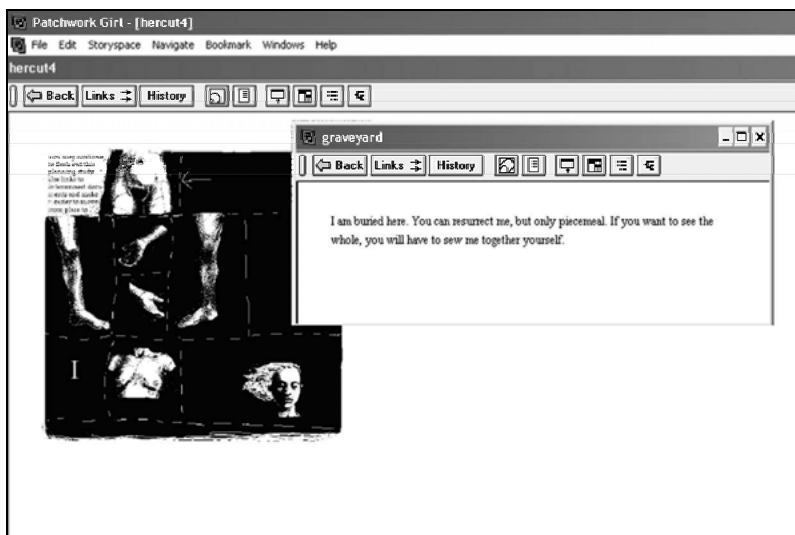 Patchwork Girl - [hercut4]
File Edit Storyspace Navigate Bookmark Windows Help
hercut4
Back Links History
graveyard
Back Links History
I am buried here. You can resurrect me, but only piecemeal. If you want to see the
whole, you will have to sew me together yourself.
I